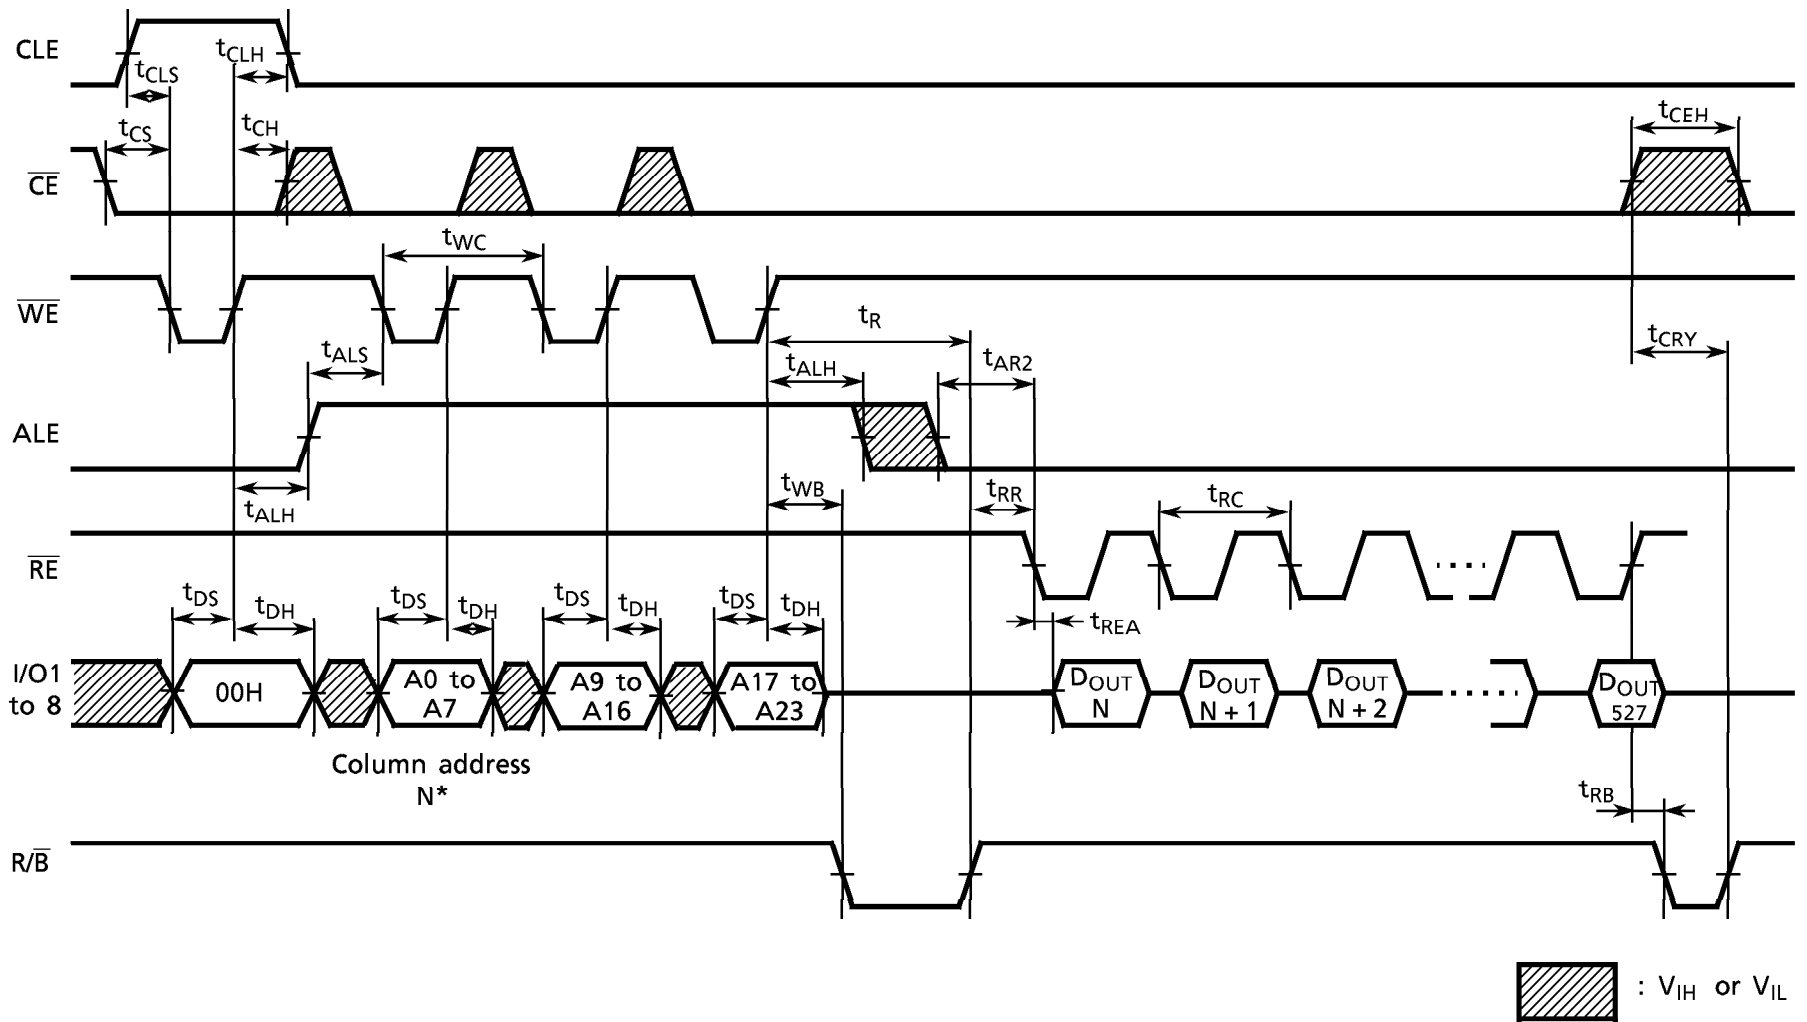 CLE
tCLS
tCLH
tCS
tCH
tCEH
CE
tWC
WE
tR
tCRY
tALS
tALH
tAR2
ALE
tALH
tWB
tRR
tRC
RE
tDS
tDH
tDS
tDH
tDS
tDH
tDS
tDH
tREA
I/O1
to 8
00H
A0 to
A7
A9 to
A16
A17 to
A23
DOUT
N
DOUT
N + 1
DOUT
N + 2
DOUT
527
Column address
N*
tRB
R/B
: VIH or VIL